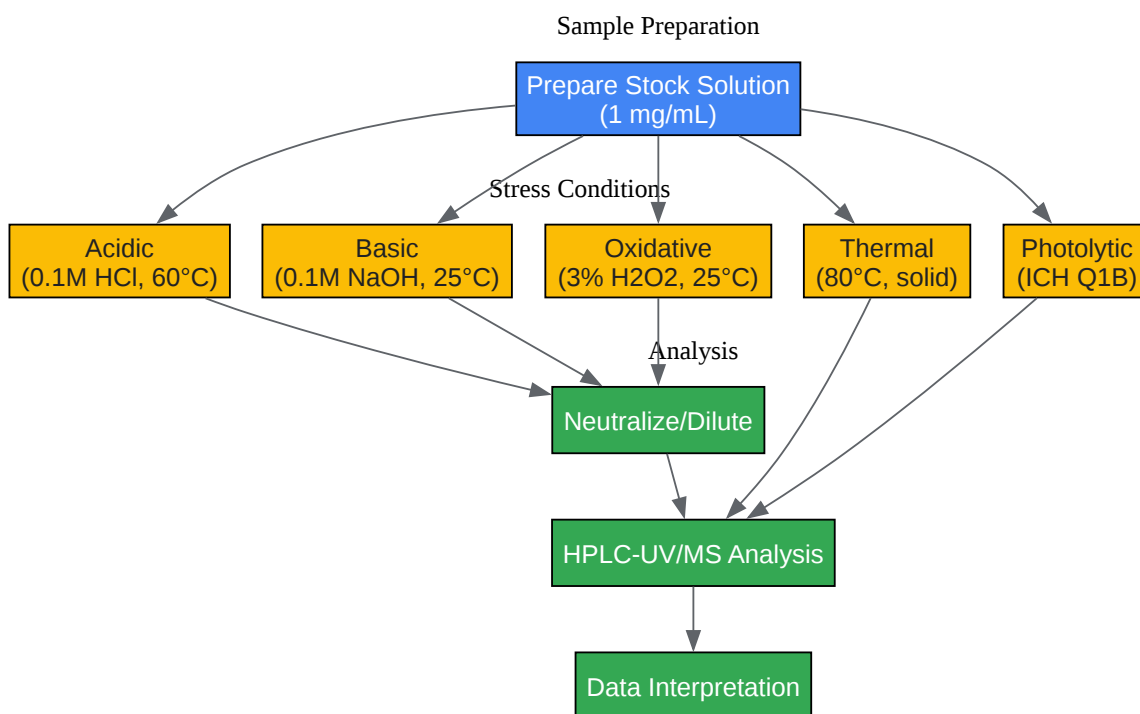 Sample Preparation
Prepare Stock Solution
(1 mg/mL)
Stress Conditions
Acidic
(0.1M HCl, 60°C)
Basic
(0.1M NaOH, 25°C)
Oxidative
(3% H2O2, 25°C)
Thermal
(80°C, solid)
Photolytic
(ICH Q1B)
Analysis
Neutralize/Dilute
HPLC-UV/MS Analysis
Data Interpretation